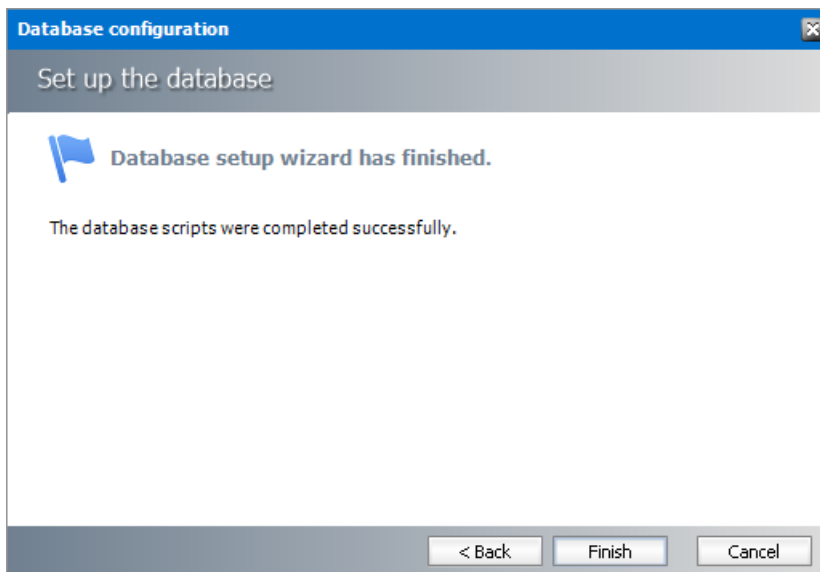 Database configuration
Set up the database
Database setup wizard has finished.
The database scripts were completed successfully.
< Back Finish Cancel